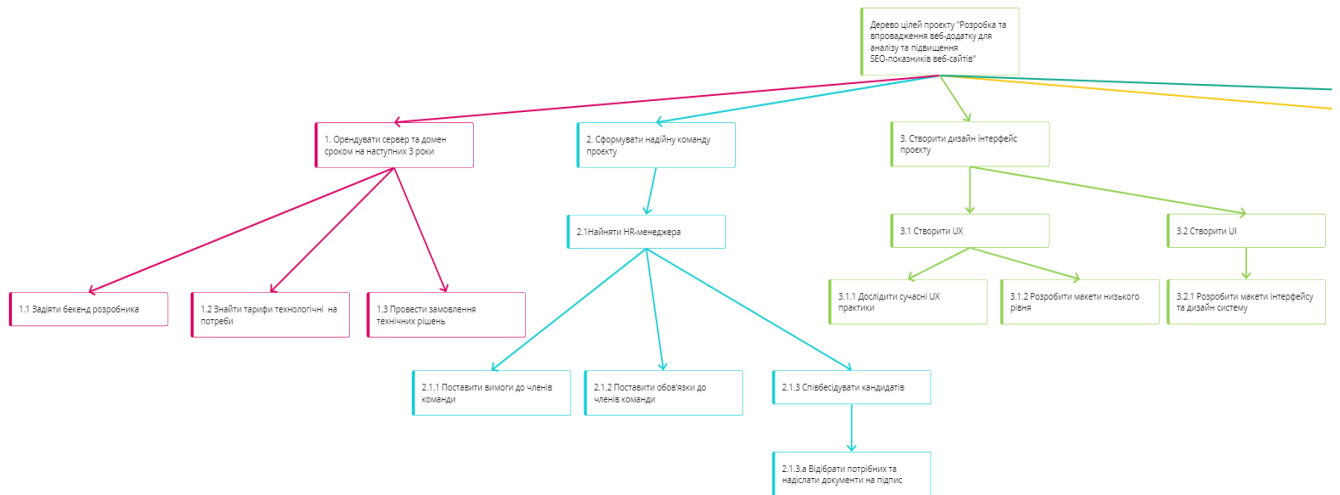 Дерево цілей проєкту "Розробка та
впровадження веб-додатку для
аналізу та підвищення
SEO-показників веб-сайтів"
1. Орендувати сервер та домен
сроком на наступних 3 роки
2. Сформувати надійну команду
проєкту
3. Створити дизайн інтерфейс
проєкту
2.1Найняти HR-менеджера
3.1 Створити UX
3.2 Створити UI
1.1 Задіяти бекенд розробника
1.2 Знайти тарифи технологічні на
потреби
1.3 Провести замовлення
технічних рішень
3.1.1 Дослідити сучасні UX
практики
3.1.2 Розробити макети низького
рівня
3.2.1 Розробити макети інтерфейсу
та дизайн систему
2.1.1 Поставити вимоги до членів
команди
2.1.2 Поставити обов'язки до
членів команди
2.1.3 Співбесідувати кандидатів
2.1.3.а Відібрати потрібних та
надіслати документи на підпис